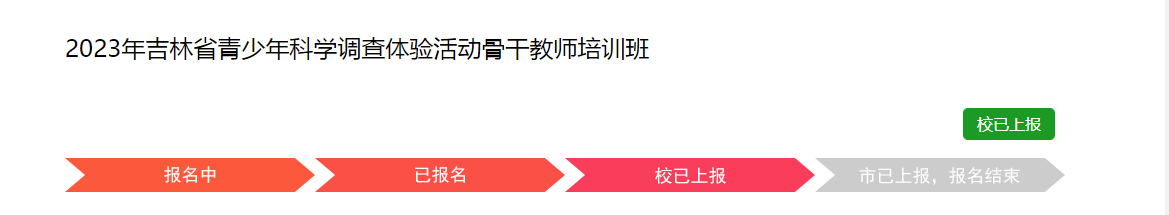 2023年吉林省青少年科学调查体验活动骨干教师培训班
校已上报
报名中
已报名
校已上报
市已上报，报名结束